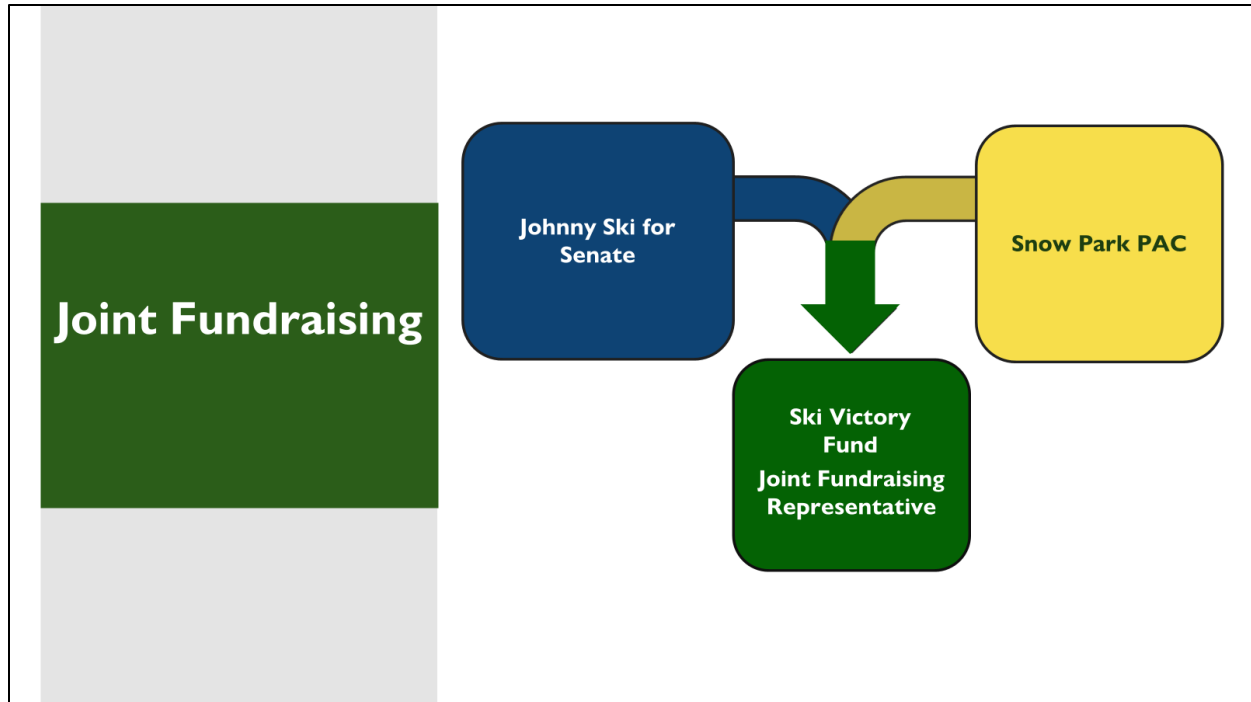 Joint Fundraising
Johnny Ski for
Senate
Snow Park PAC
Ski Victory
Fund
Joint Fundraising
Representative